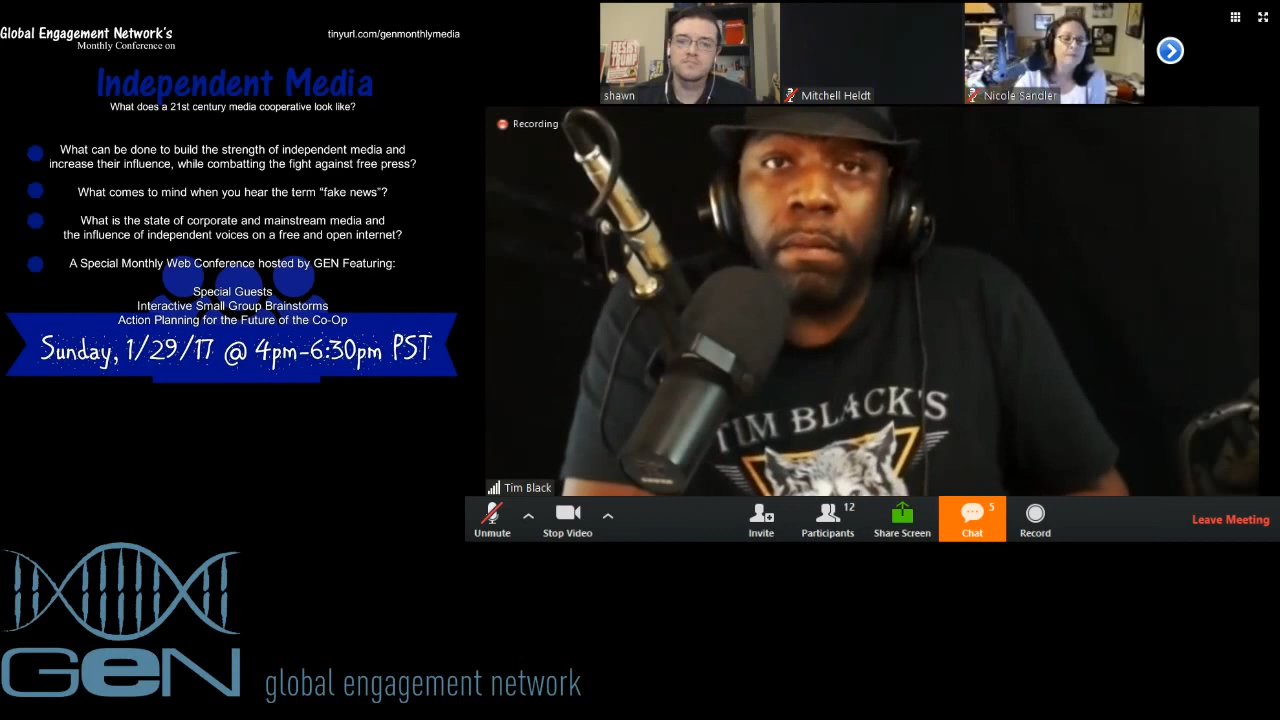 Global Engagement Network's
Monthly Conference on
tinyurl.com/genmonthlymedia
Independent Media
What does a 21st century media cooperative look like?
What can be done to build the strength of independent media and
increase their influence, while combatting the fight against free press?
What comes to mind when you hear the term "fake news"?
What is the state of corporate and mainstream media and
the influence of independent voices on a free and open internet?
A Special Monthly Web Conference hosted by GEN Featuring:
Special Guests
Interactive Small Group Brainstorms
Action Planning for the Future of the Co-Op
Sunday, 1/29/17 @ 4pm-6:30pm PST
RESIST
TRUMP
shawn
Mitchell Heldt
Nicole Sandler
Recording
TIM BLACK'S
Tim Black
Unmute
Stop Video
Invite
12
Participants
Share Screen
5
Chat
Record
Leave Meeting
GeN
global engagement network